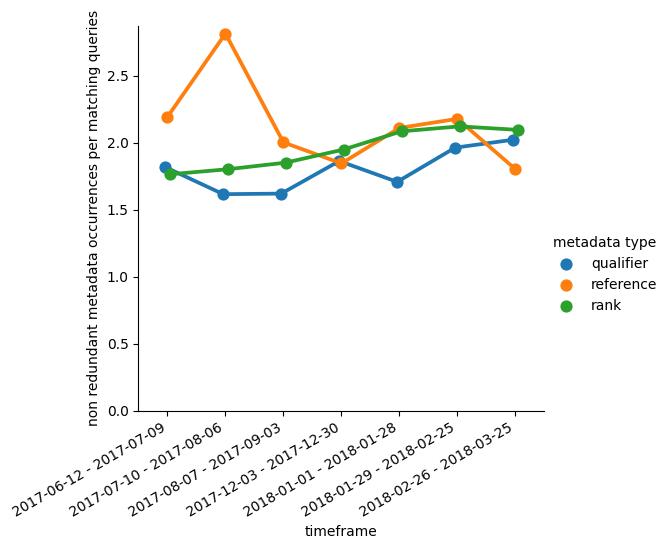 non redundant metadata occurrences per matching queries
2.5
2.0
1.5
1.0
0.5
0.0
metadata type
qualifier
reference
rank
2017-06-12 - 2017-07-09
2017-07-10 - 2017-08-06
2017-08-07 - 2017-09-03
2017-12-03 - 2017-12-30
2018-01-01 - 2018-01-28
2018-01-29 - 2018-02-25
2018-02-26 - 2018-03-25
timeframe